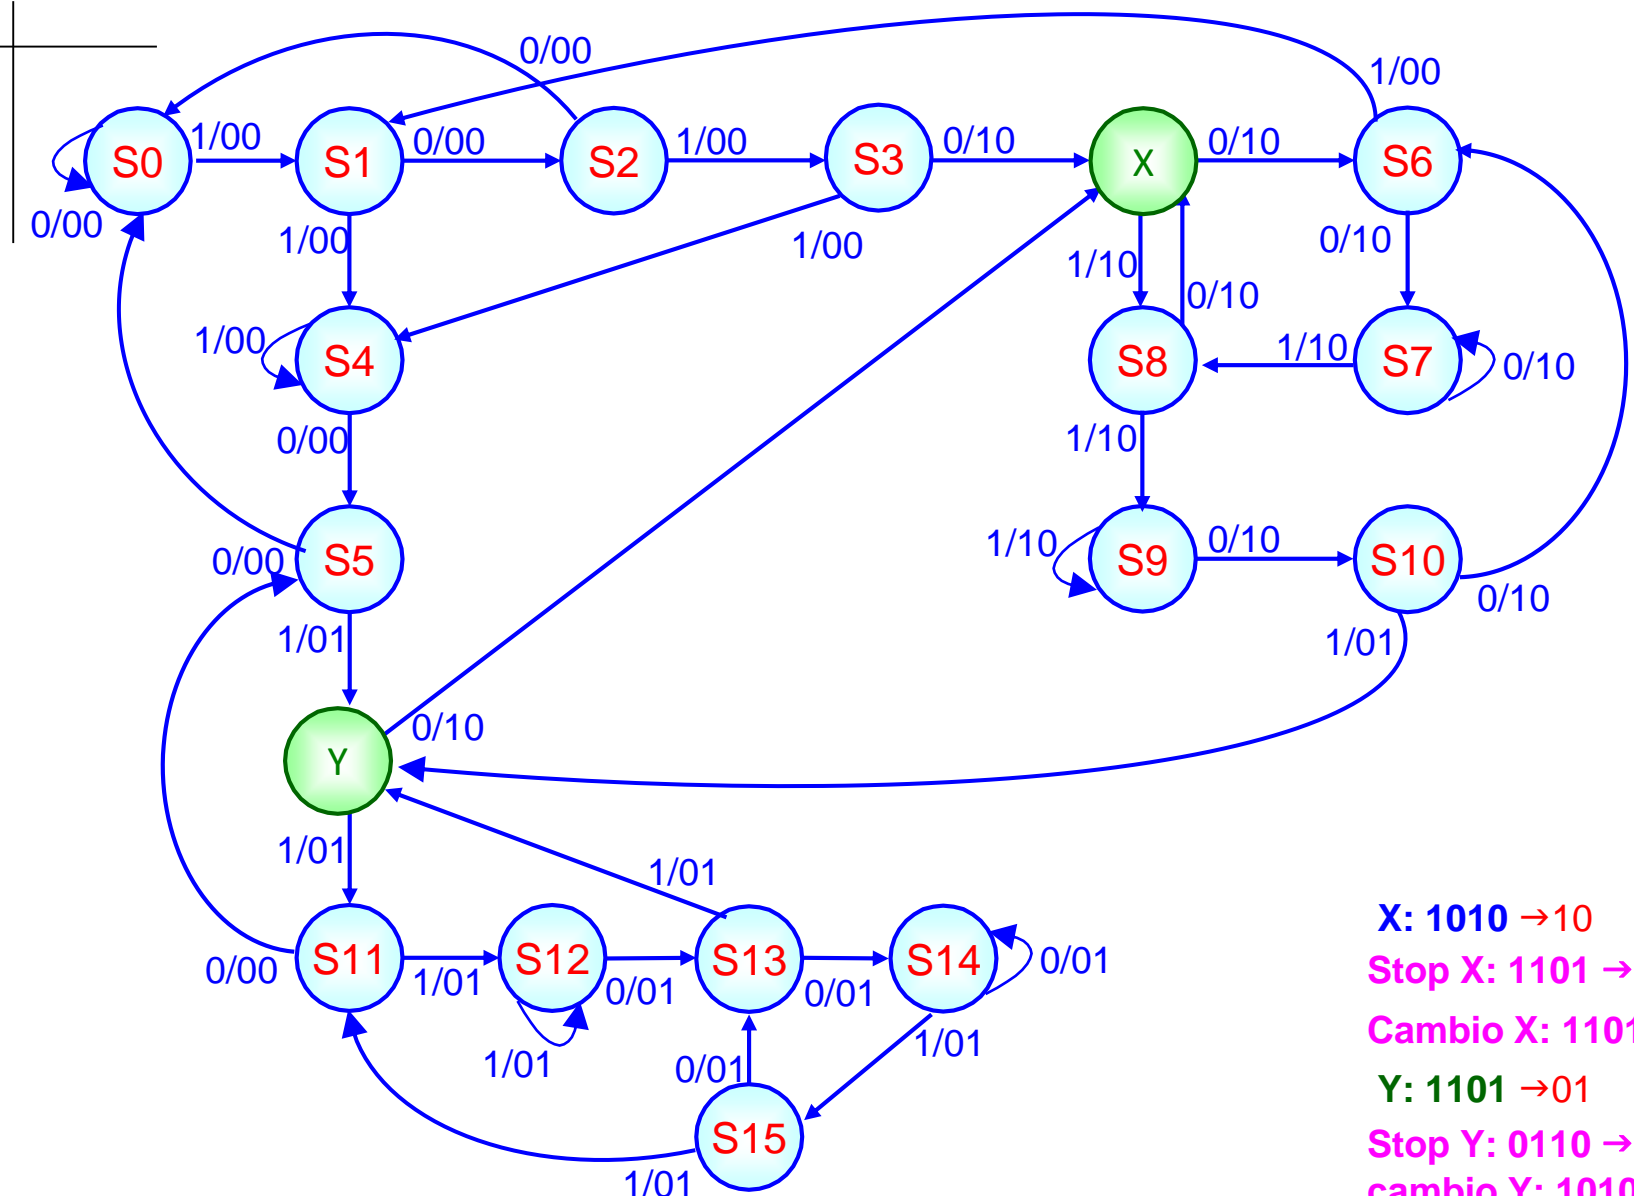 0/00
1/00
S0
1/00
S1
0/00
S2
1/00
S3
0/10
X
0/10
S6
0/00
1/00
1/00
1/10
0/10
0/10
1/00
S4
S8
1/10
S7
0/10
0/00
1/10
0/00
S5
1/10
S9
0/10
S10
0/10
1/01
1/01
Y
0/10
1/01
1/01
S11
0/00
1/01
S12
0/01
S13
0/01
S14
0/01
1/01
0/01
1/01
S15
1/01
X: 1010 →10
Stop X: 1101 →
Cambio X: 1101
Y: 1101 →01
Stop Y: 0110 →
cambio Y: 1010